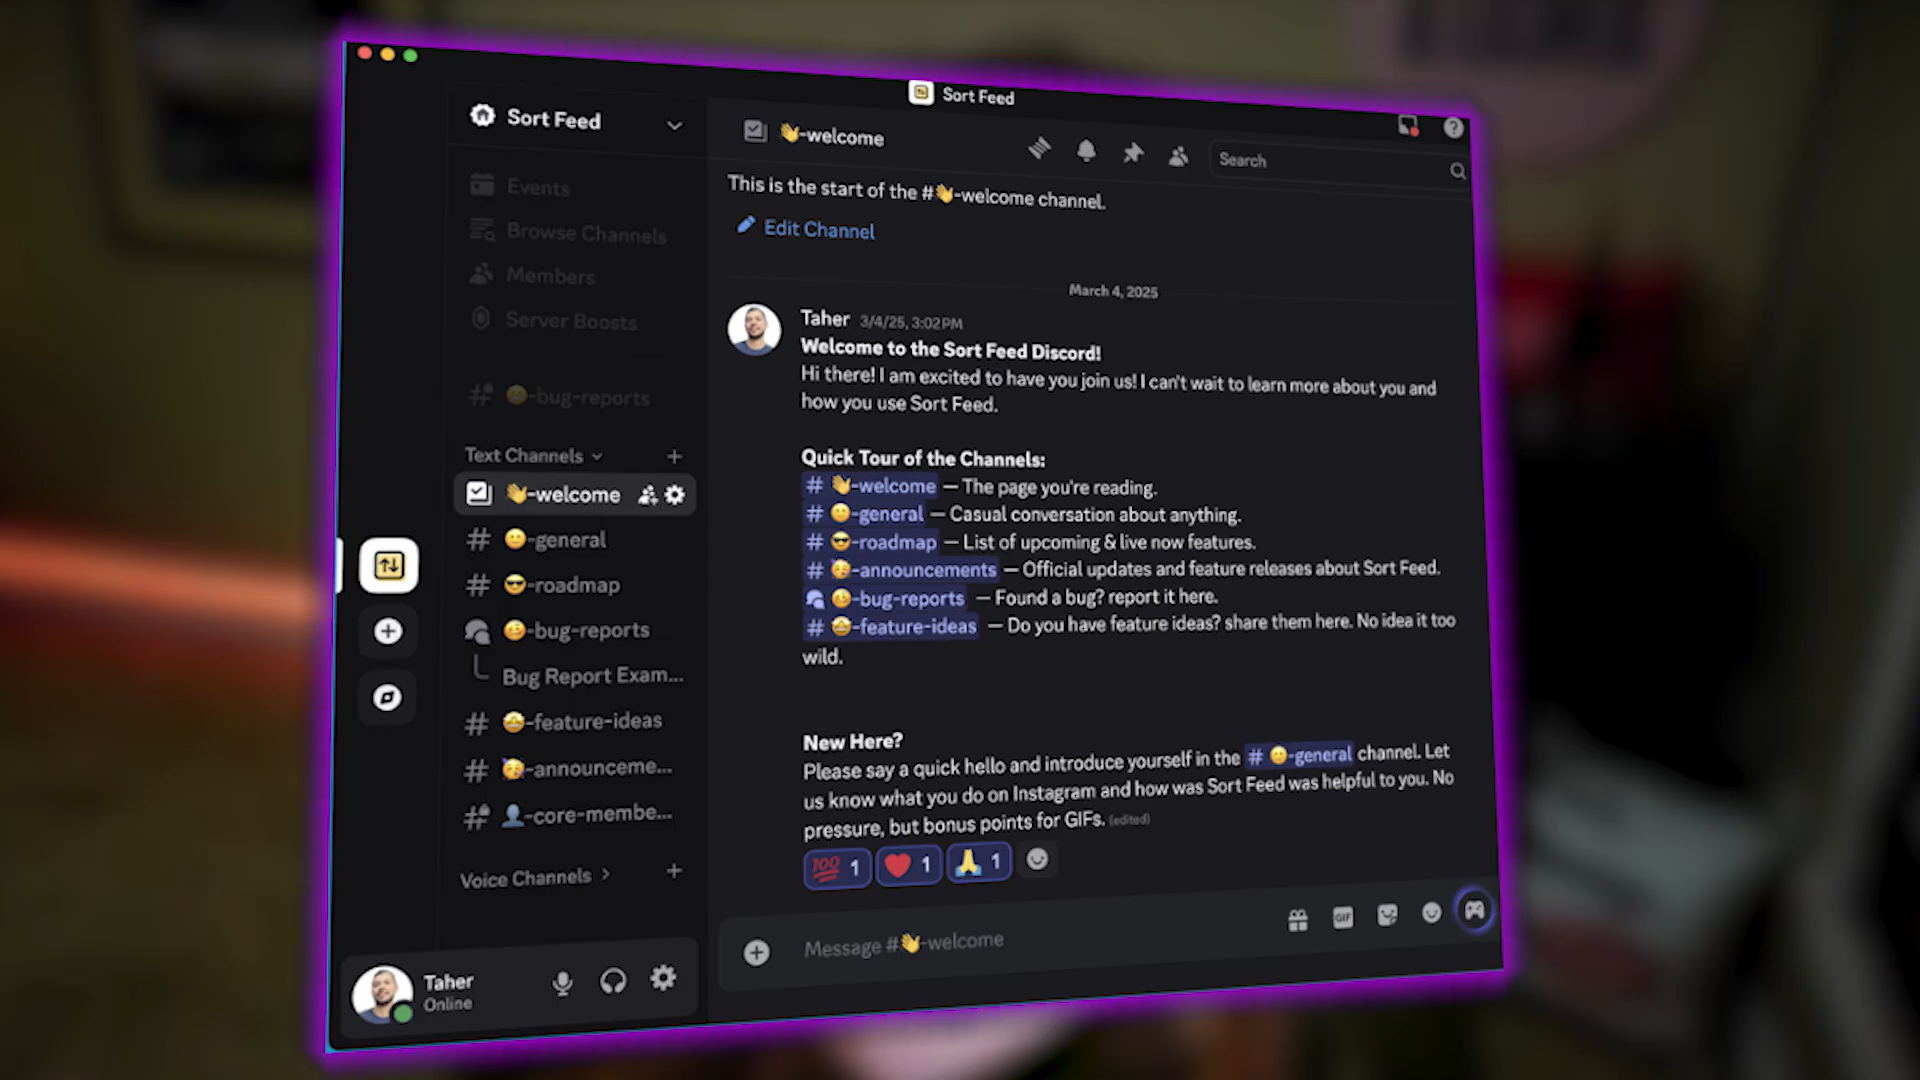 Sort Feed
Sort Feed
Events
Browse Channels
Members
Server Boosts
-bug-reports
Text Channels
👋-welcome
# 🙂-general
# 😎-roadmap
🥴-bug-reports
Bug Report Exam...
# 🤩-feature-ideas
# 🥳-announceme...
👤-core-membe...
Voice Channels
Taher
Online
👋-welcome
Search
This is the start of the #👋-welcome channel.
Edit Channel
March 4, 2025
Taher 3/4/25, 3:02 PM
Welcome to the Sort Feed Discord!
Hi there! I am excited to have you join us! I can't wait to learn more about you and
how you use Sort Feed.
Quick Tour of the Channels:
# 👋-welcome — The page you're reading.
# 🙂-general — Casual conversation about anything.
# 😎-roadmap — List of upcoming & live now features.
# 🥳-announcements — Official updates and feature releases about Sort Feed.
🥴-bug-reports — Found a bug? report it here.
# 🤩-feature-ideas — Do you have feature ideas? share them here. No idea it too
wild.
New Here?
Please say a quick hello and introduce yourself in the # 🙂-general channel. Let
us know what you do on Instagram and how was Sort Feed was helpful to you. No
pressure, but bonus points for GIFs. (edited)
💯 1 ❤️ 1 🙏 1
Message #👋-welcome
GIF